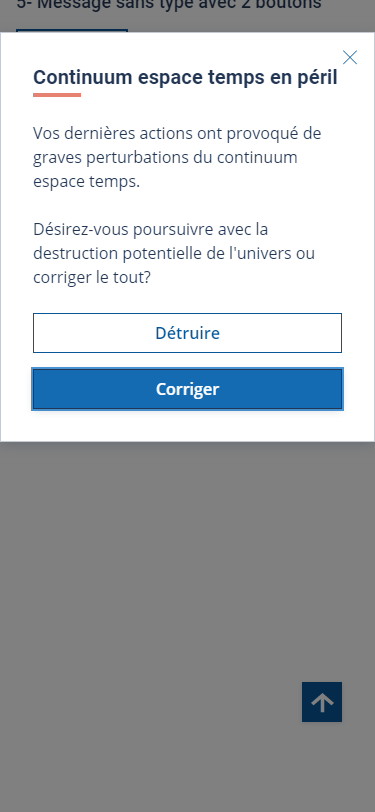 5- Message sans type avec 2 boutons
Continuum espace temps en péril
Vos dernières actions ont provoqué de
graves perturbations du continuum
espace temps.
Désirez-vous poursuivre avec la
destruction potentielle de l'univers ou
corriger le tout?
Détruire
Corriger